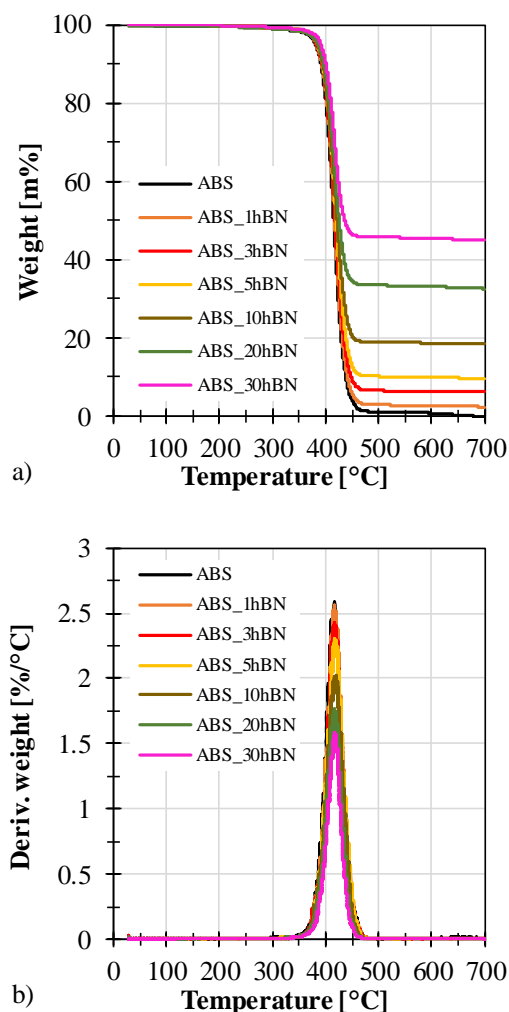 100
80
60
40
20
0
Weight [m%]
ABS
ABS_1hBN
ABS_3hBN
ABS_5hBN
ABS_10hBN
ABS_20hBN
ABS_30hBN
0 100 200 300 400 500 600 700
Temperature [°C]
a)
3
2.5
2
1.5
1
0.5
0
Deriv. weight [%/°C]
ABS
ABS_1hBN
ABS_3hBN
ABS_5hBN
ABS_10hBN
ABS_20hBN
ABS_30hBN
0 100 200 300 400 500 600 700
Temperature [°C]
b)